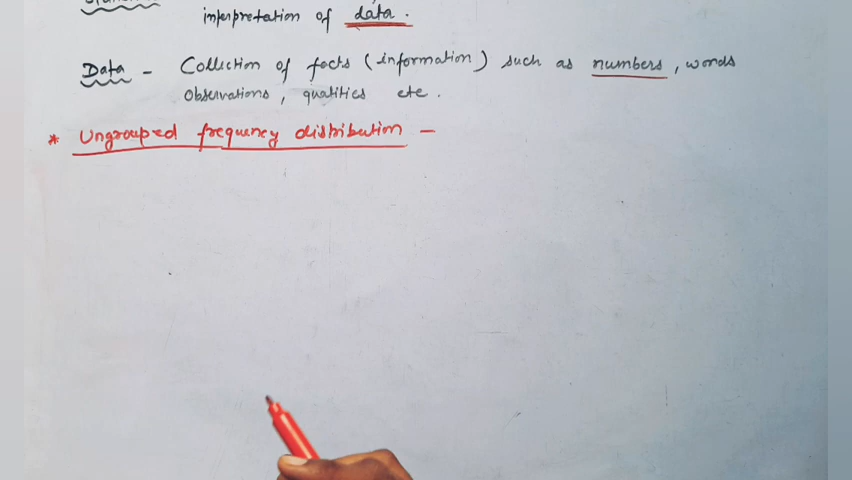 interpretation of data.
Data - Collection of facts (information) such as numbers, words
observations, qualities etc.
* Ungrouped frequency distribution -